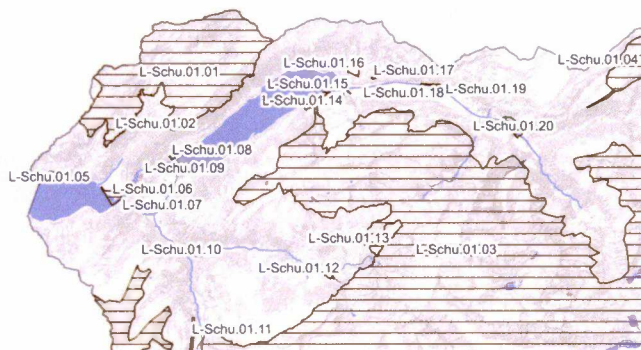 L-Schu.01.04
L-Schu.01.16
L-Schu.01.01
L-Schu.01.17
L-Schu.01.15
L-Schu.01.18
L-Schu.01.19
L-Schu.01.14
L-Schu.01.02
L-Schu.01.20
L-Schu.01.08
L-Schu.01.09
L-Schu.01.05
L-Schu.01.06
L-Schu.01.07
L-Schu.01.13
L-Schu.01.10
L-Schu.01.03
L-Schu.01.12
L-Schu.01.11